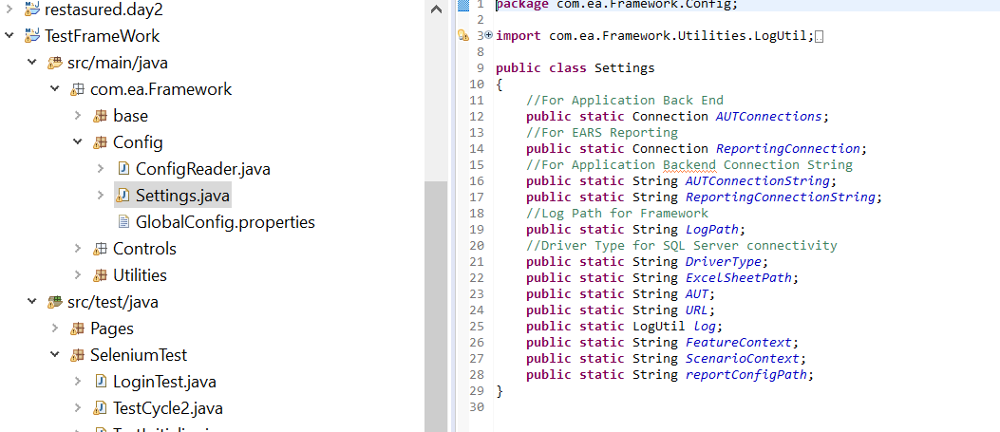 restasured.day2
TestFrameWork
src/main/java
com.ea.Framework
base
Config
ConfigReader.java
Settings.java
GlobalConfig.properties
Controls
Utilities
src/test/java
Pages
SeleniumTest
LoginTest.java
TestCycle2.java
1 package com.ea.Framework.Config;
2
3 import com.ea.Framework.Utilities.LogUtil;
8
9 public class Settings
10 {
11 //For Application Back End
12 public static Connection AUTConnections;
13 //For EARS Reporting
14 public static Connection ReportingConnection;
15 //For Application Backend Connection String
16 public static String AUTConnectionString;
17 public static String ReportingConnectionString;
18 //Log Path for Framework
19 public static String LogPath;
20 //Driver Type for SQL Server connectivity
21 public static String DriverType;
22 public static String ExcelSheetPath;
23 public static String AUT;
24 public static String URL;
25 public static LogUtil log;
26 public static String FeatureContext;
27 public static String ScenarioContext;
28 public static String reportConfigPath;
29 }
30